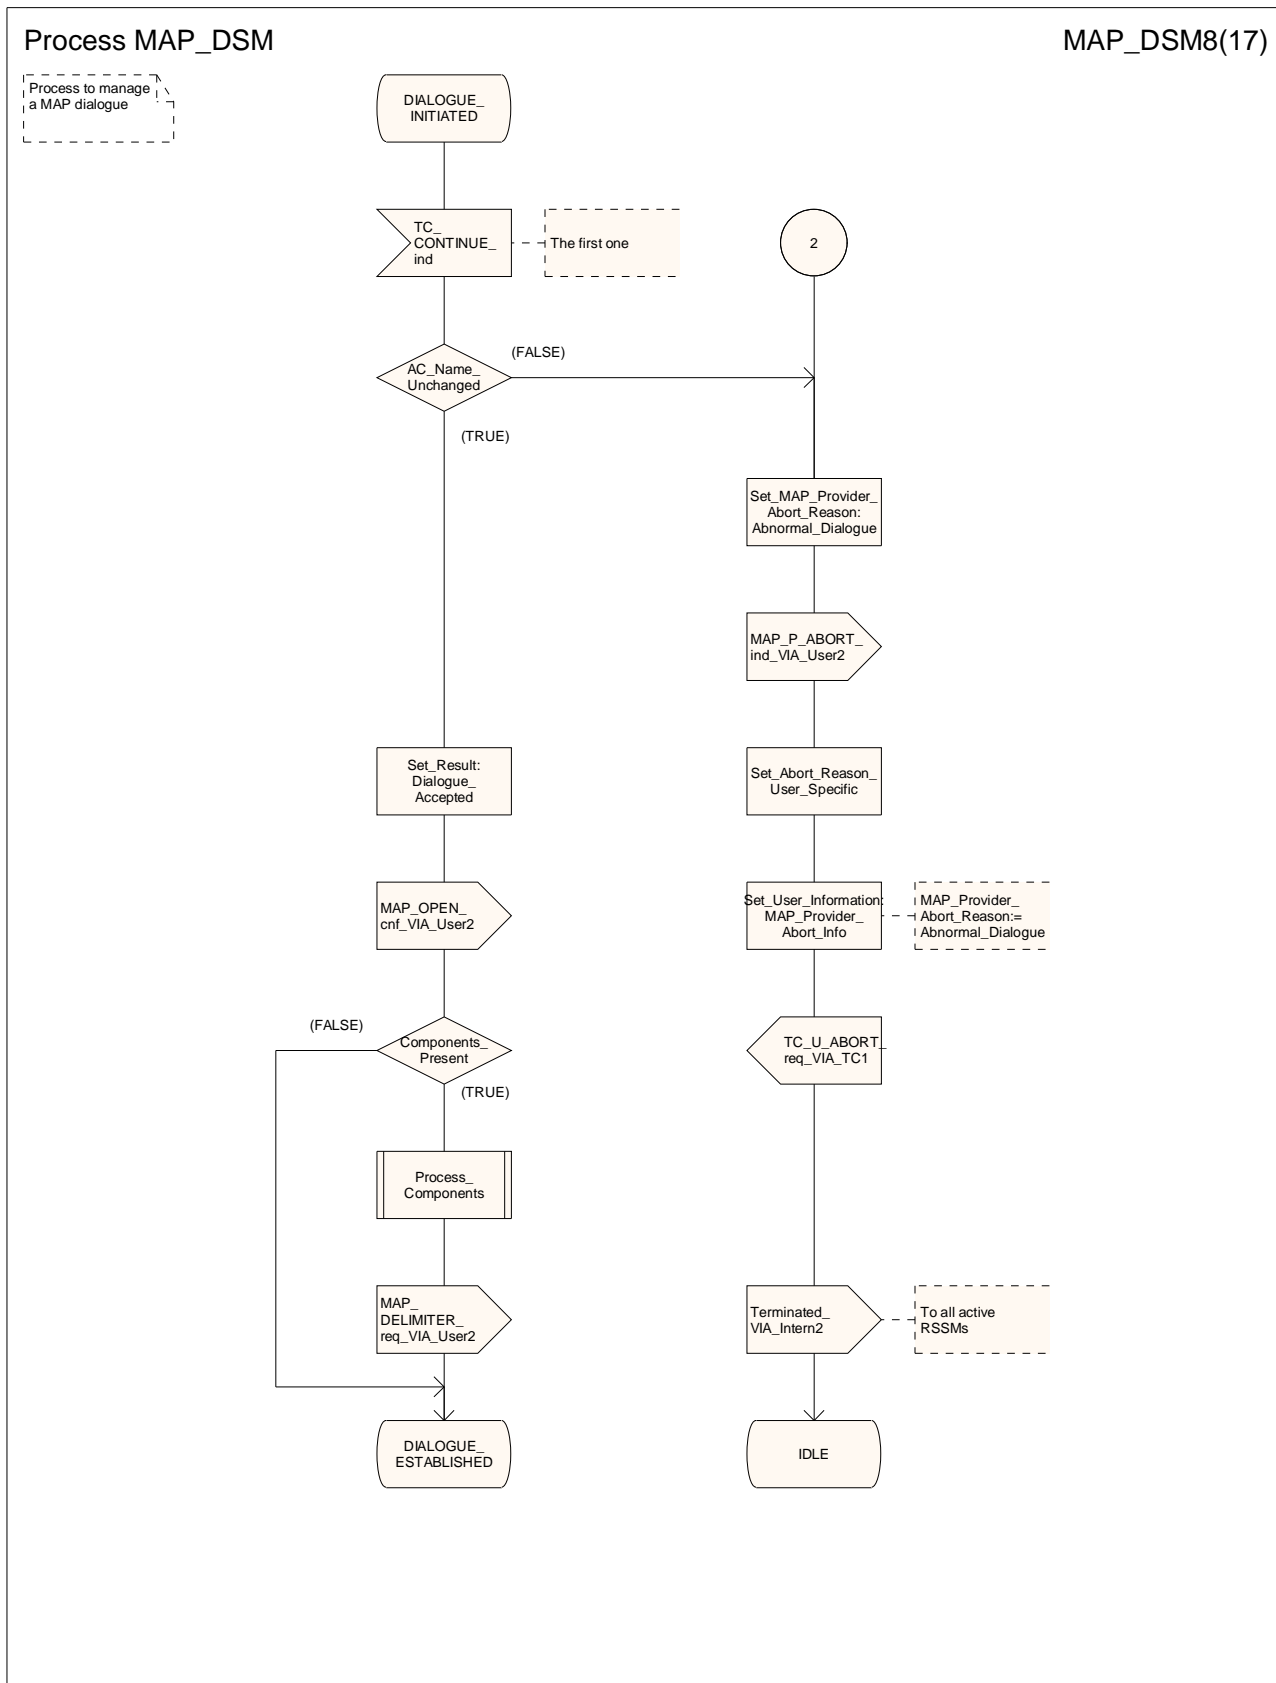 Process MAP_DSM
MAP_DSM8(17)
Process to manage
a MAP dialogue
DIALOGUE_
INITIATED
TC_
CONTINUE_
ind
The first one
2
AC_Name_
Unchanged
(FALSE)
(TRUE)
Set_MAP_Provider_
Abort_Reason:
Abnormal_Dialogue
MAP_P_ABORT_
ind_VIA_User2
Set_Result:
Dialogue_
Accepted
Set_Abort_Reason_
User_Specific
MAP_OPEN_
cnf_VIA_User2
Set_User_Information:
MAP_Provider_
Abort_Info
MAP_Provider_
Abort_Reason:=
Abnormal_Dialogue
(FALSE)
Components_
Present
(TRUE)
TC_U_ABORT_
req_VIA_TC1
Process_
Components
MAP_
DELIMITER_
req_VIA_User2
Terminated_
VIA_Intern2
To all active
RSSMs
DIALOGUE_
ESTABLISHED
IDLE